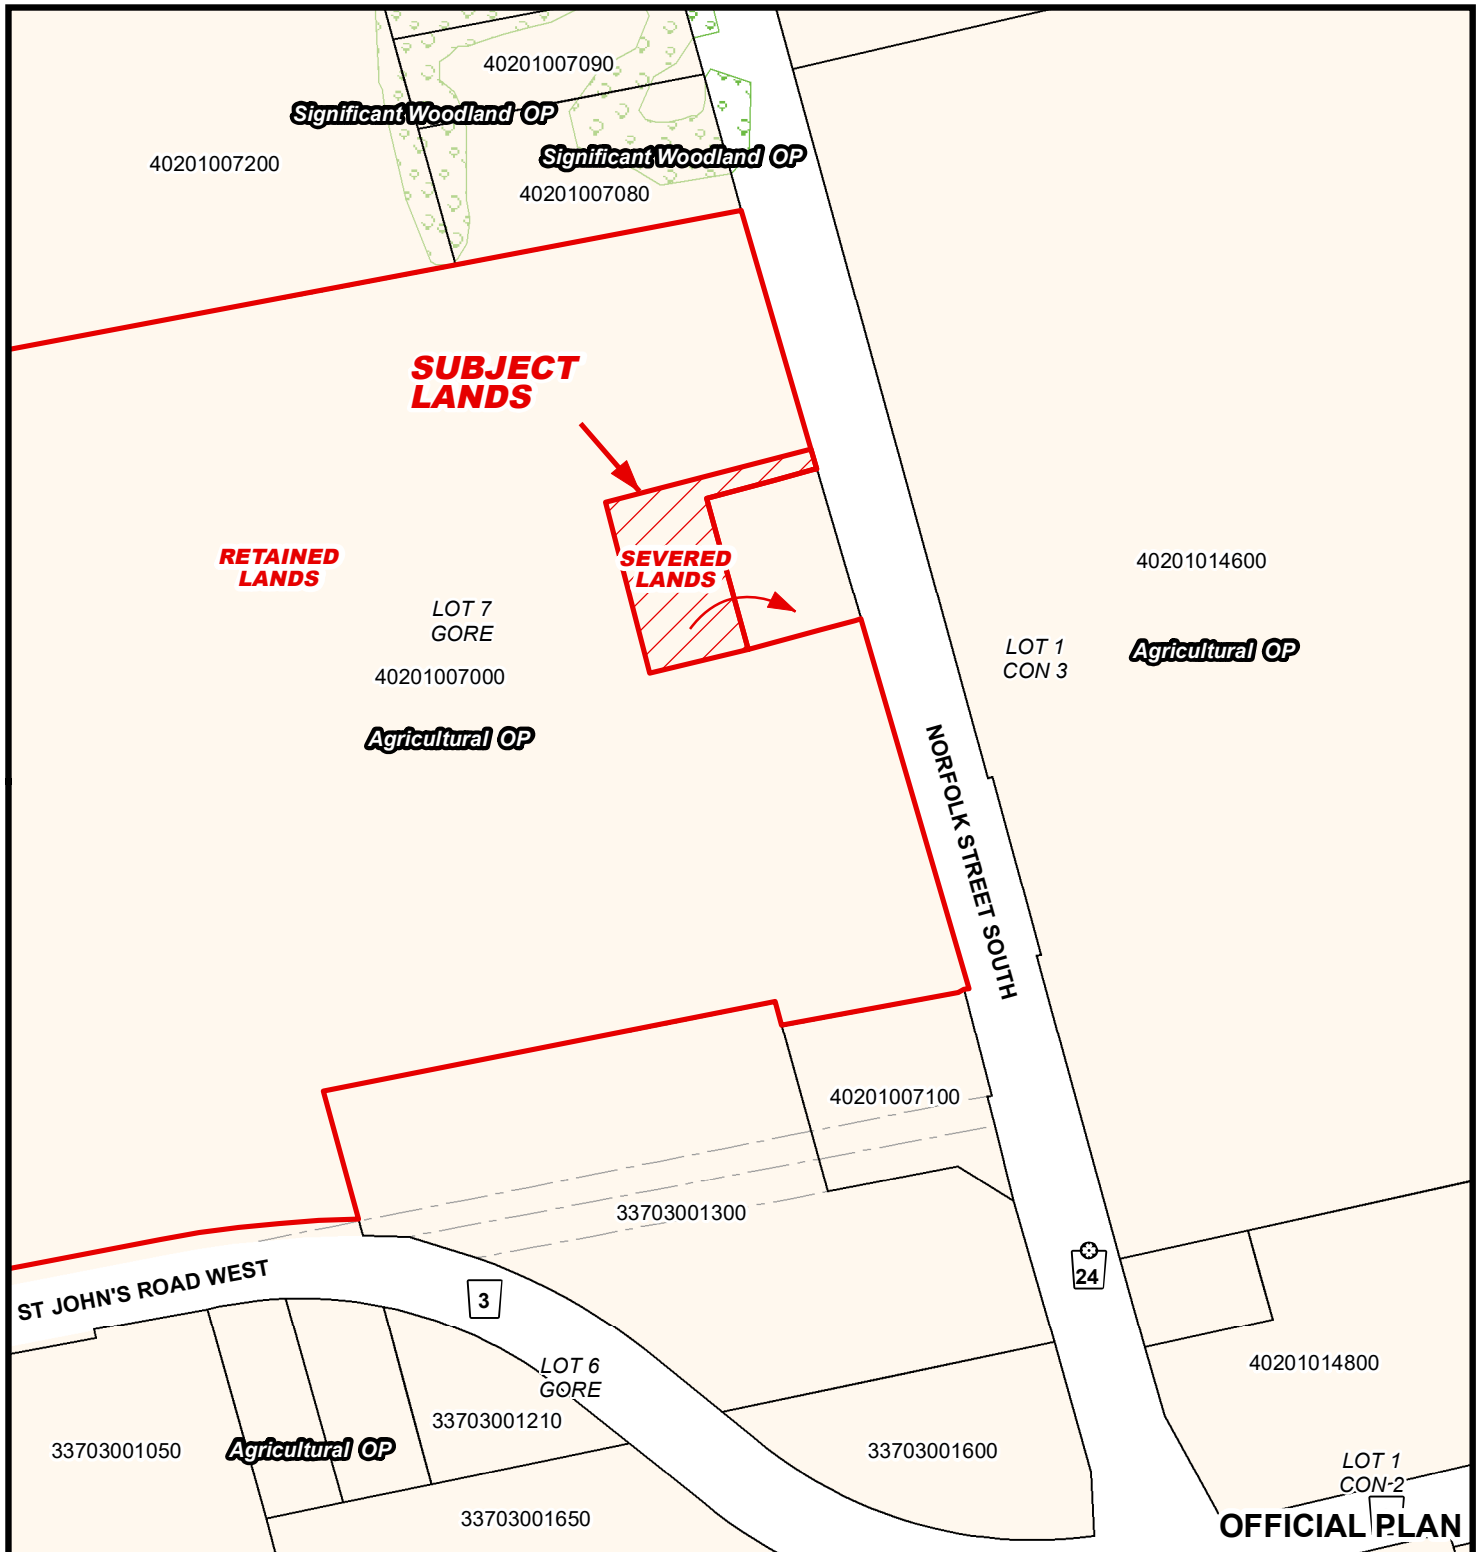 40201007090
Significant Woodland OP
Significant Woodland OP
40201007200
40201007080
SUBJECT
LANDS
RETAINED
LANDS
SEVERED
LANDS
40201014600
LOT 7
GORE
LOT 1
CON 3
Agricultural OP
40201007000
Agricultural OP
NORFOLK STREET SOUTH
40201007100
33703001300
ST JOHN'S ROAD WEST
3
24
LOT 6
GORE
40201014800
33703001210
33703001050
Agricultural OP
33703001600
LOT 1
CON 2
33703001650
OFFICIAL PLAN